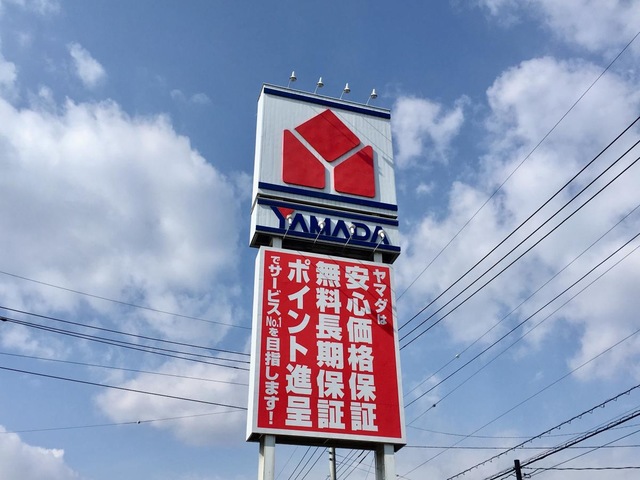 YAMADA
ヤマダは
安心価格保証
無料長期保証
ポイント進呈
でサービスNo.1を目指します!